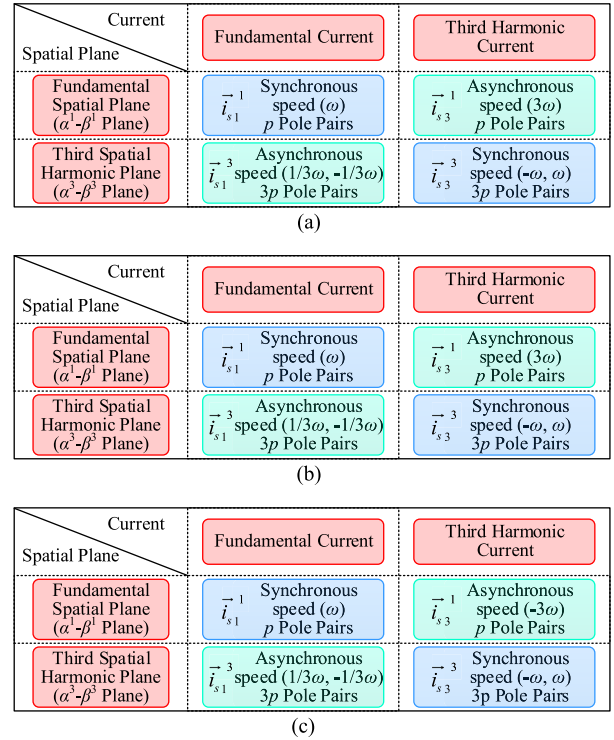 Current
Spatial Plane
Fundamental Current
Third Harmonic
Current
Fundamental
Spatial Plane
(α¹-β¹ Plane)
i⃗ₛ₁¹ Synchronous
speed (ω)
p Pole Pairs
i⃗ₛ₃¹ Asynchronous
speed (3ω)
p Pole Pairs
Third Spatial
Harmonic Plane
(α³-β³ Plane)
i⃗ₛ₁³ Asynchronous
speed (1/3ω, -1/3ω)
3p Pole Pairs
i⃗ₛ₃³ Synchronous
speed (-ω, ω)
3p Pole Pairs
(a)
Current
Spatial Plane
Fundamental Current
Third Harmonic
Current
Fundamental
Spatial Plane
(α¹-β¹ Plane)
i⃗ₛ₁¹ Synchronous
speed (ω)
p Pole Pairs
i⃗ₛ₃¹ Asynchronous
speed (3ω)
p Pole Pairs
Third Spatial
Harmonic Plane
(α³-β³ Plane)
i⃗ₛ₁³ Asynchronous
speed (1/3ω, -1/3ω)
3p Pole Pairs
i⃗ₛ₃³ Synchronous
speed (-ω, ω)
3p Pole Pairs
(b)
Current
Spatial Plane
Fundamental Current
Third Harmonic
Current
Fundamental
Spatial Plane
(α¹-β¹ Plane)
i⃗ₛ₁¹ Synchronous
speed (ω)
p Pole Pairs
i⃗ₛ₃¹ Asynchronous
speed (-3ω)
p Pole Pairs
Third Spatial
Harmonic Plane
(α³-β³ Plane)
i⃗ₛ₁³ Asynchronous
speed (1/3ω, -1/3ω)
3p Pole Pairs
i⃗ₛ₃³ Synchronous
speed (-ω, ω)
3p Pole Pairs
(c)